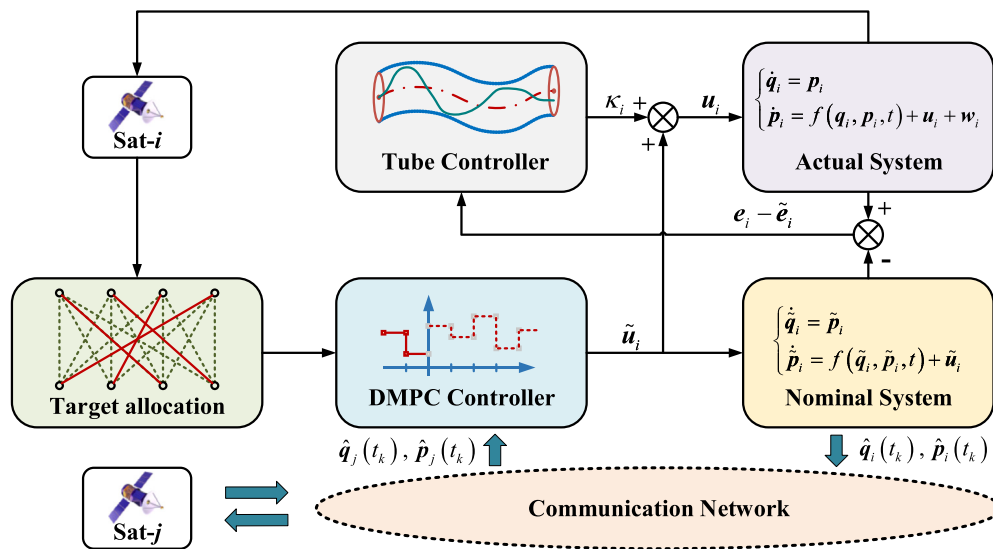 Sat-i
Tube Controller
κ_i
+
+
u_i
q̇_i = p_i
ṗ_i = f(q_i, p_i, t) + u_i + w_i
Actual System
e_i − ẽ_i
+
-
Target allocation
DMPC Controller
ũ_i
q̃̇_i = p̃_i
p̃̇_i = f(q̃_i, p̃_i, t) + ũ_i
Nominal System
q̂_j(t_k), p̂_j(t_k)
q̂_i(t_k), p̂_i(t_k)
Sat-j
Communication Network